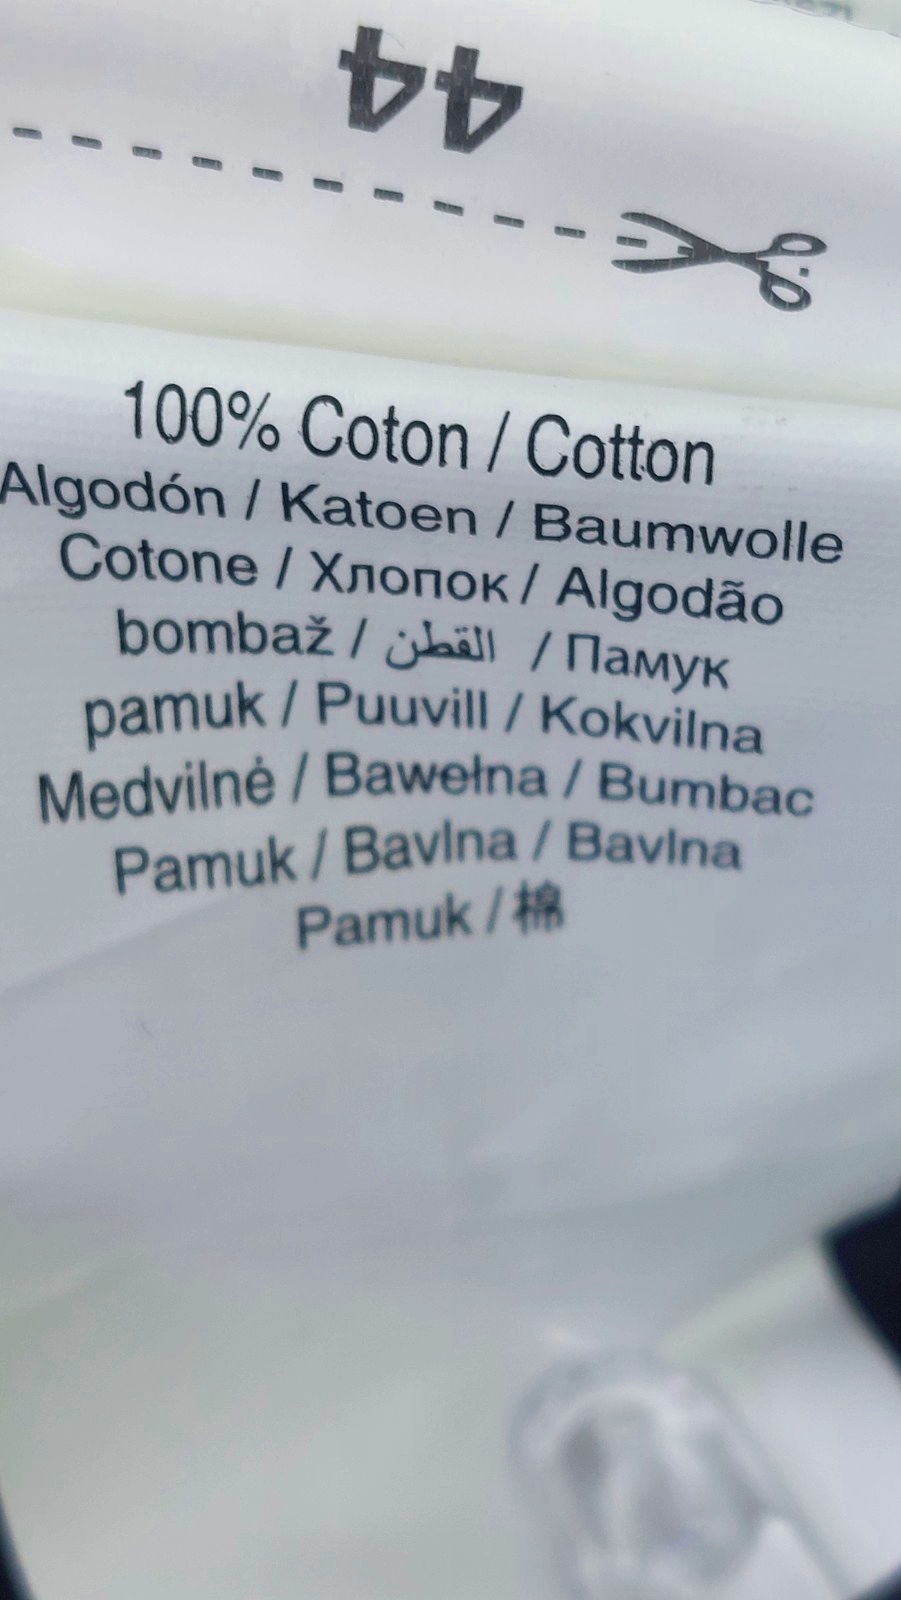 44
100% Coton / Cotton
Algodón / Katoen / Baumwolle
Cotone / Хлопок / Algodão
bombaž / القطن / Памук
pamuk / Puuvill / Kokvilna
Medvilnė / Bawełna / Bumbac
Pamuk / Bavlna / Bavlna
Pamuk / 棉